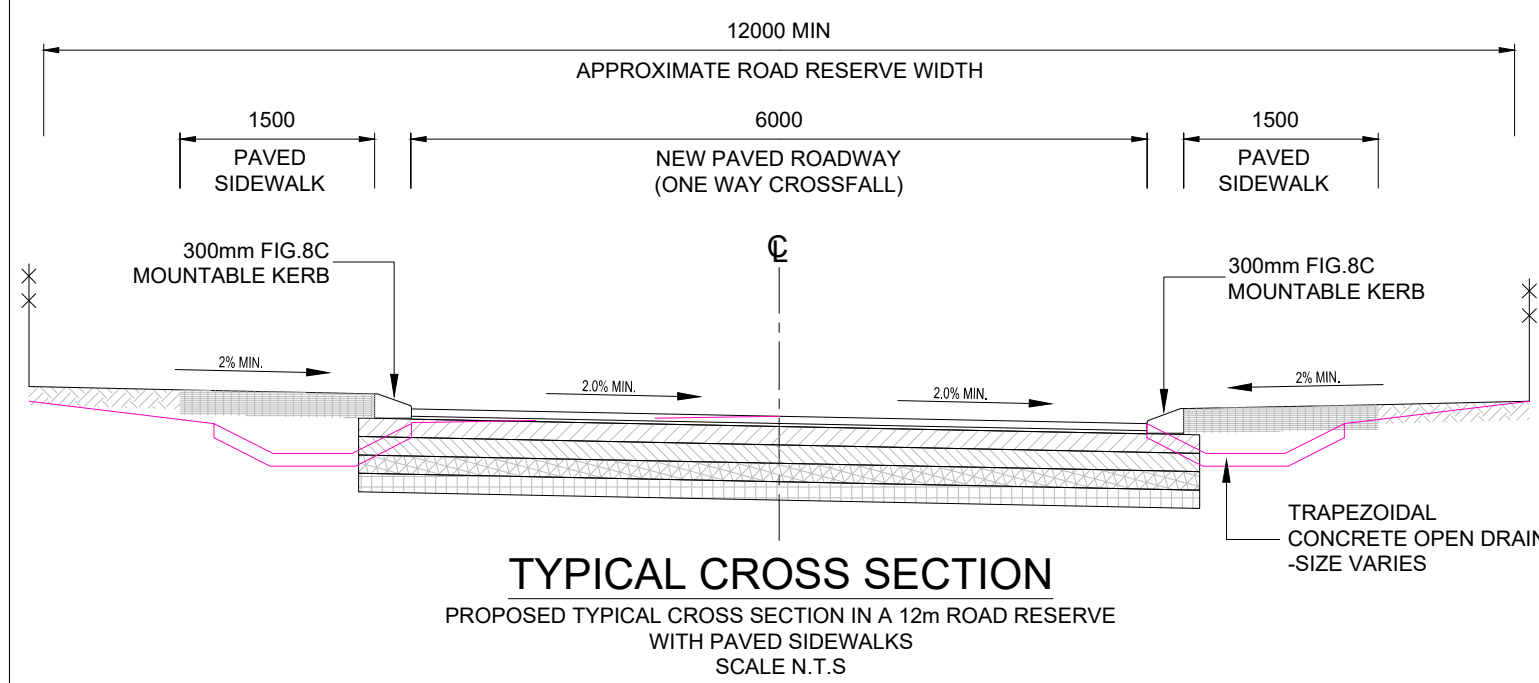 12000 MIN
APPROXIMATE ROAD RESERVE WIDTH
1500
6000
1500
PAVED
SIDEWALK
NEW PAVED ROADWAY
(ONE WAY CROSSFALL)
PAVED
SIDEWALK
300mm FIG.8C
MOUNTABLE KERB
℄
300mm FIG.8C
MOUNTABLE KERB
2% MIN.
2.0% MIN.
2.0% MIN.
2% MIN.
TRAPEZOIDAL
CONCRETE OPEN DRAIN
-SIZE VARIES
TYPICAL CROSS SECTION
PROPOSED TYPICAL CROSS SECTION IN A 12m ROAD RESERVE
WITH PAVED SIDEWALKS
SCALE N.T.S